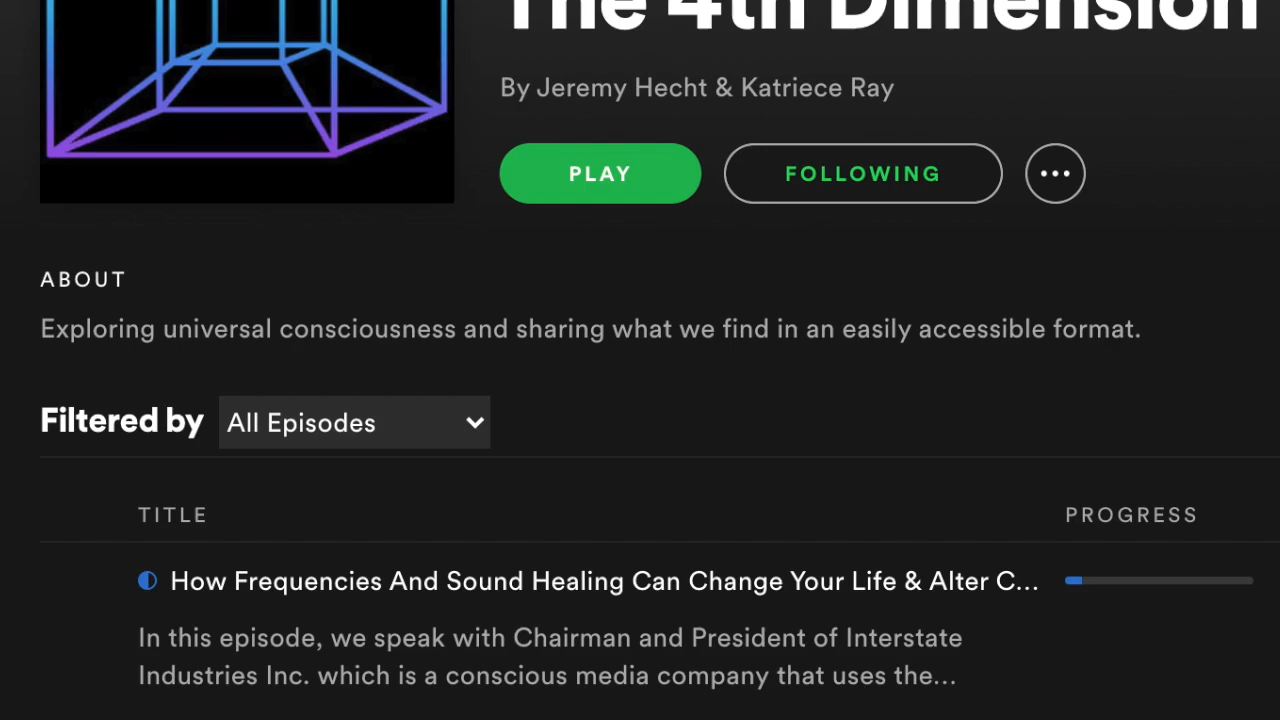 The 4th Dimension
By Jeremy Hecht & Katriece Ray
PLAY
FOLLOWING
ABOUT
Exploring universal consciousness and sharing what we find in an easily accessible format.
Filtered by
All Episodes
TITLE
PROGRESS
How Frequencies And Sound Healing Can Change Your Life & Alter C...
In this episode, we speak with Chairman and President of Interstate
Industries Inc. which is a conscious media company that uses the...